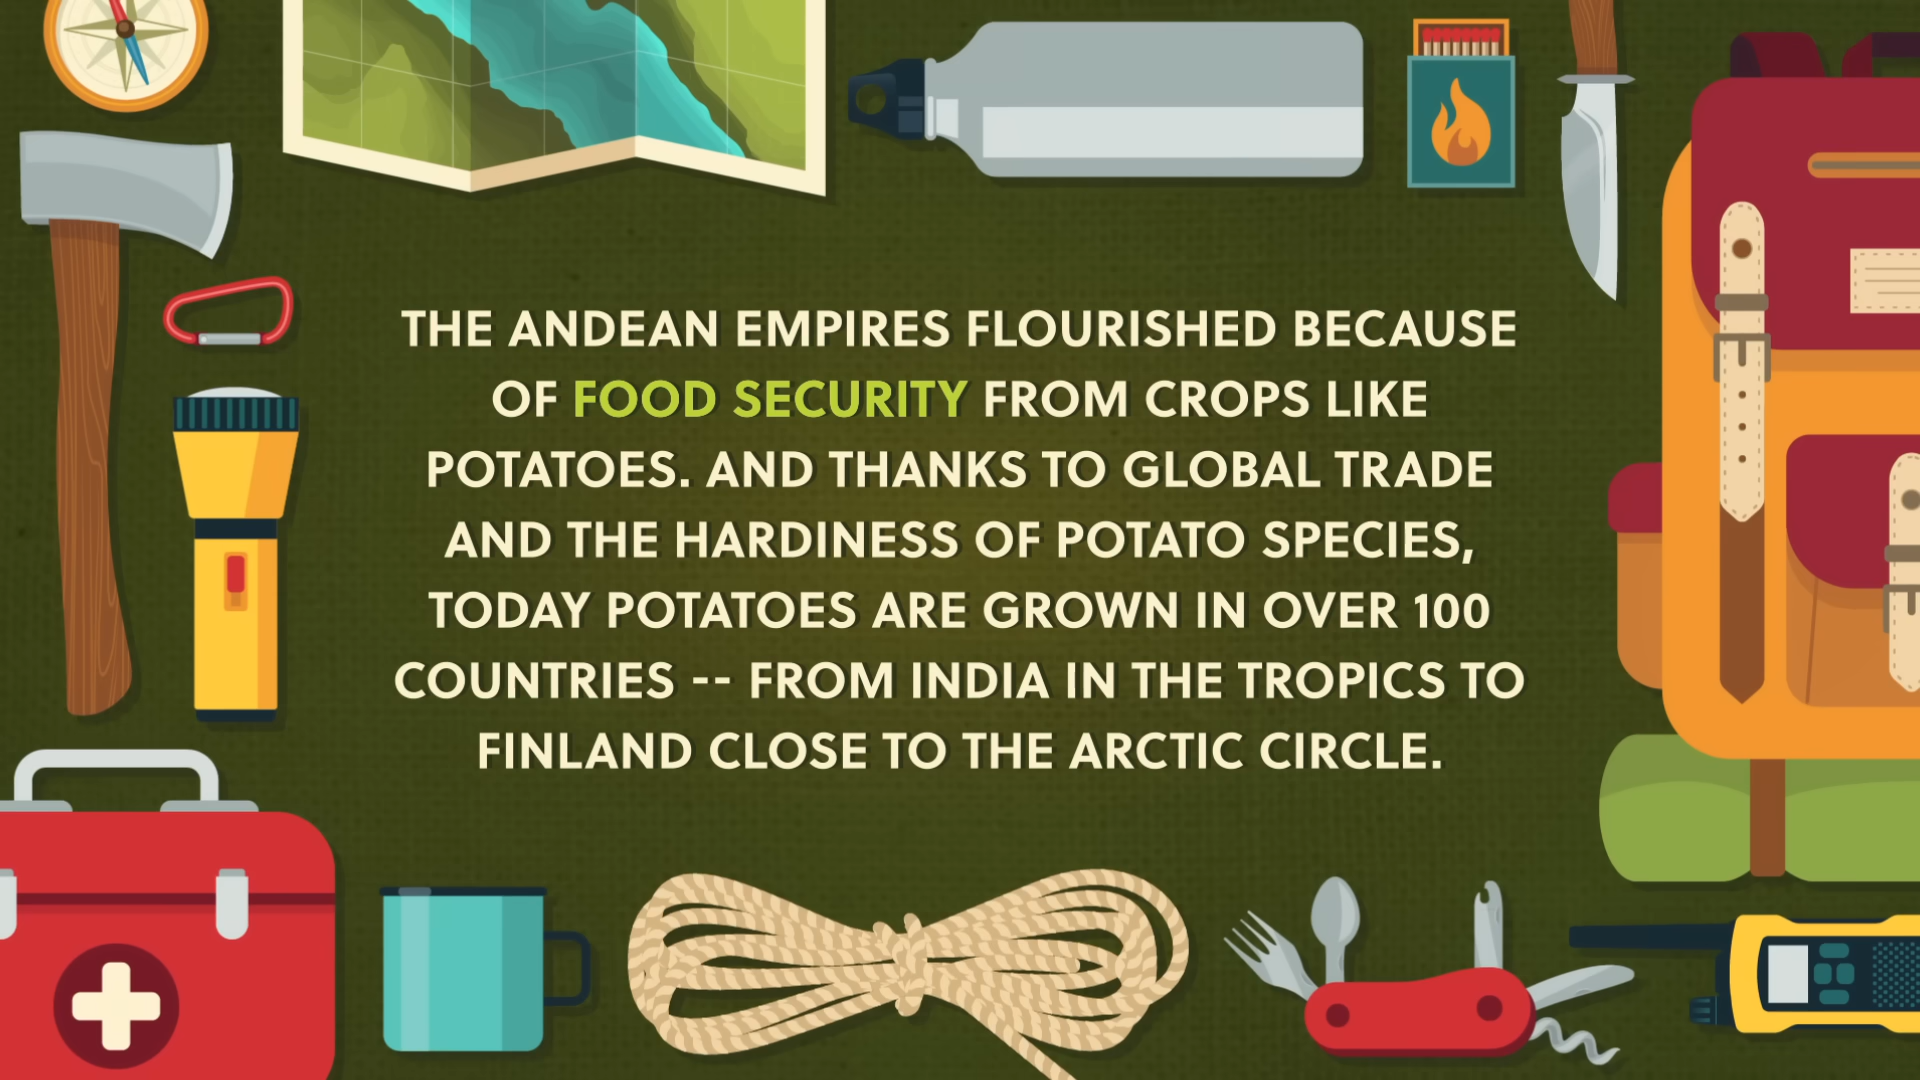 THE ANDEAN EMPIRES FLOURISHED BECAUSE
OF FOOD SECURITY FROM CROPS LIKE
POTATOES. AND THANKS TO GLOBAL TRADE
AND THE HARDINESS OF POTATO SPECIES,
TODAY POTATOES ARE GROWN IN OVER 100
COUNTRIES -- FROM INDIA IN THE TROPICS TO
FINLAND CLOSE TO THE ARCTIC CIRCLE.